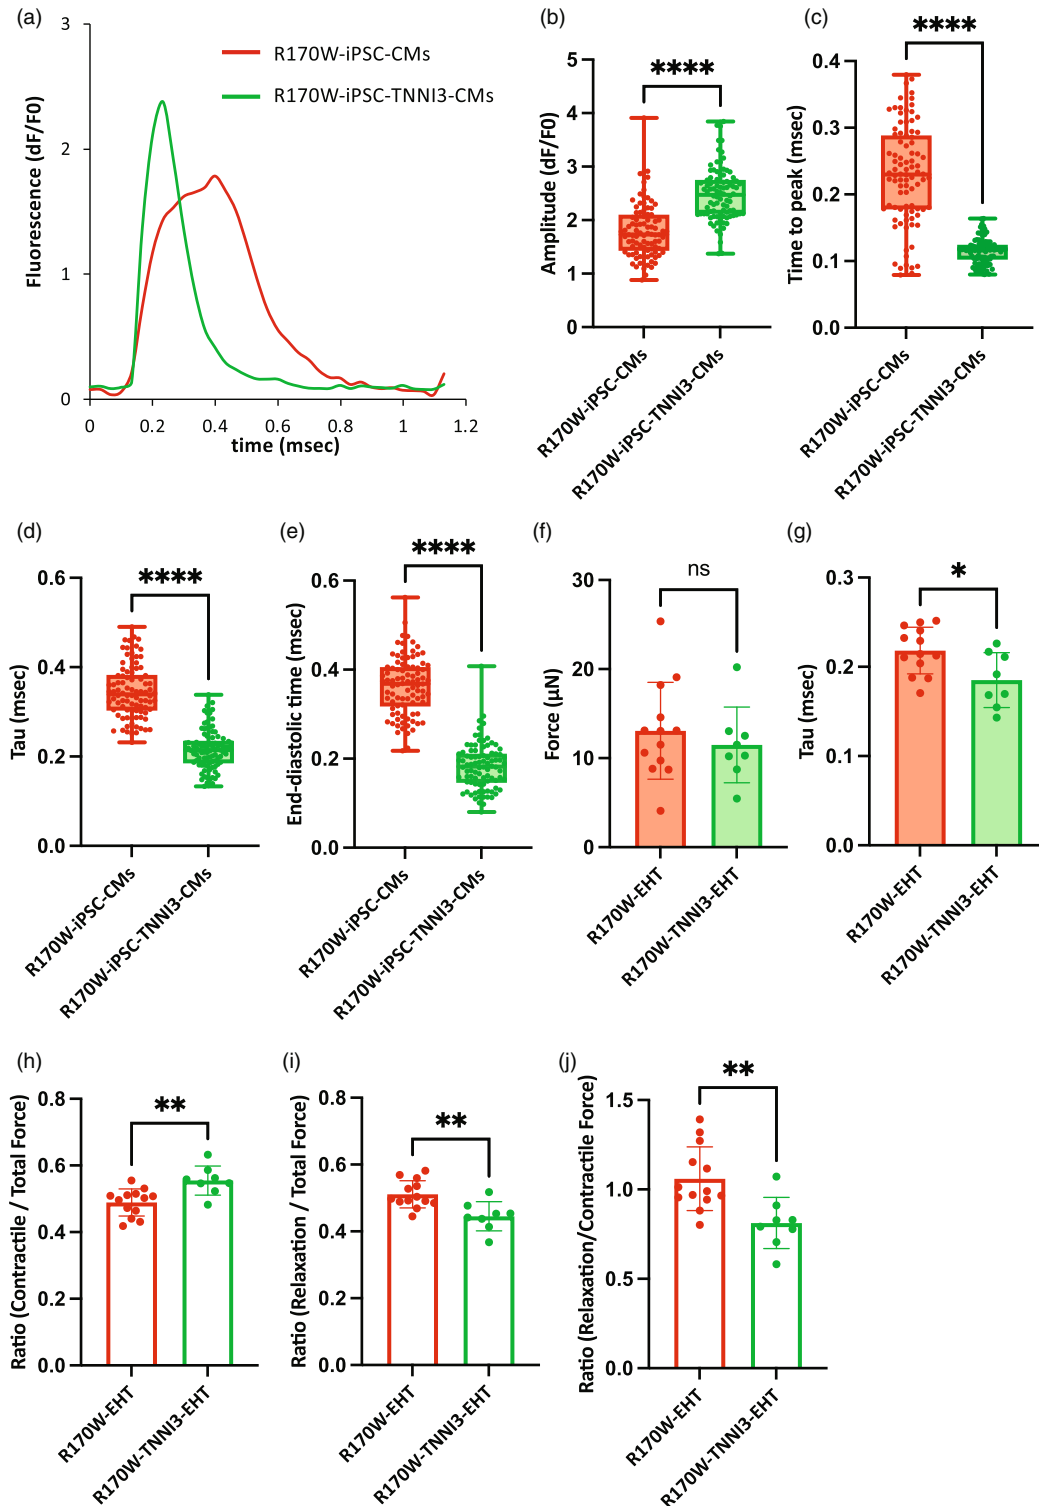 (a)
3
2
1
0
Fluorescence (dF/F0)
0 0.2 0.4 0.6 0.8 1 1.2
time (msec)
R170W-iPSC-CMs
R170W-iPSC-TNNI3-CMs
(b)
****
5
4
3
2
1
0
Amplitude (dF/F0)
R170W-iPSC-CMs
R170W-iPSC-TNNI3-CMs
(c)
****
0.4
0.3
0.2
0.1
0.0
Time to peak (msec)
R170W-iPSC-CMs
R170W-iPSC-TNNI3-CMs
(d)
****
0.6
0.4
0.2
0.0
Tau (msec)
R170W-iPSC-CMs
R170W-iPSC-TNNI3-CMs
(e)
****
0.6
0.4
0.2
0.0
End-diastolic time (msec)
R170W-iPSC-CMs
R170W-iPSC-TNNI3-CMs
(f)
ns
30
20
10
0
Force (µN)
R170W-EHT
R170W-TNNI3-EHT
(g)
*
0.3
0.2
0.1
0.0
Tau (msec)
R170W-EHT
R170W-TNNI3-EHT
(h)
**
0.8
0.6
0.4
0.2
0.0
Ratio (Contractile / Total Force)
R170W-EHT
R170W-TNNI3-EHT
(i)
**
0.8
0.6
0.4
0.2
0.0
Ratio (Relaxation / Total Force)
R170W-EHT
R170W-TNNI3-EHT
(j)
**
1.5
1.0
0.5
0.0
Ratio (Relaxation/Contractile Force)
R170W-EHT
R170W-TNNI3-EHT